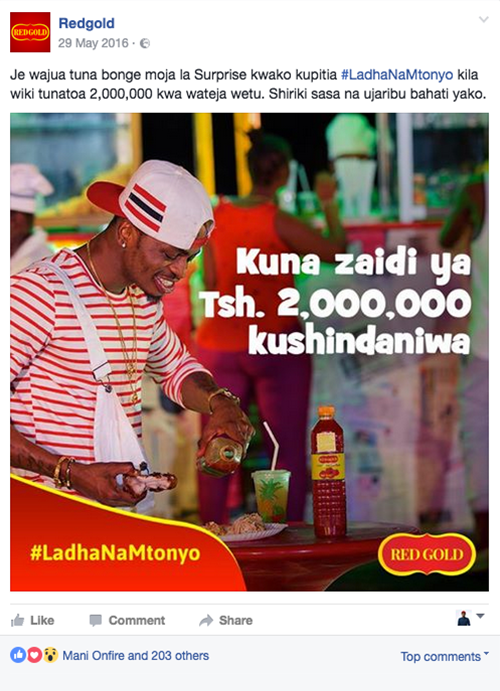 REDGOLD
Redgold
29 May 2016
Je wajua tuna bonge moja la Surprise kwako kupitia #LadhaNaMtonyo kila
wiki tunatoa 2,000,000 kwa wateja wetu. Shiriki sasa na ujaribu bahati yako.
Kuna zaidi ya
Tsh. 2,000,000
kushindaniwa
#LadhaNaMtonyo
RED GOLD
Like Comment Share
Mani Onfire and 203 others
Top comments